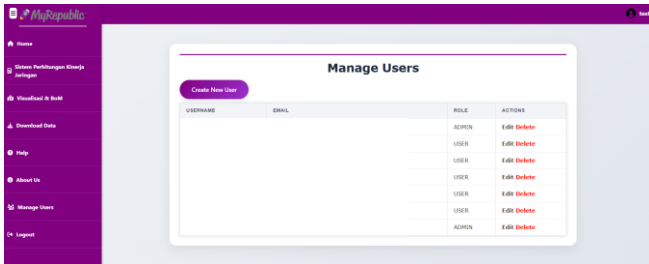 MyRepublic
test
Home
Sistem Perhitungan Kinerja
Jaringan
Visualisasi & BoM
Download Data
Help
About Us
Manage Users
Logout
Manage Users
Create New User
USERNAME EMAIL ROLE ACTIONS
ADMIN Edit Delete
USER Edit Delete
USER Edit Delete
USER Edit Delete
USER Edit Delete
USER Edit Delete
ADMIN Edit Delete